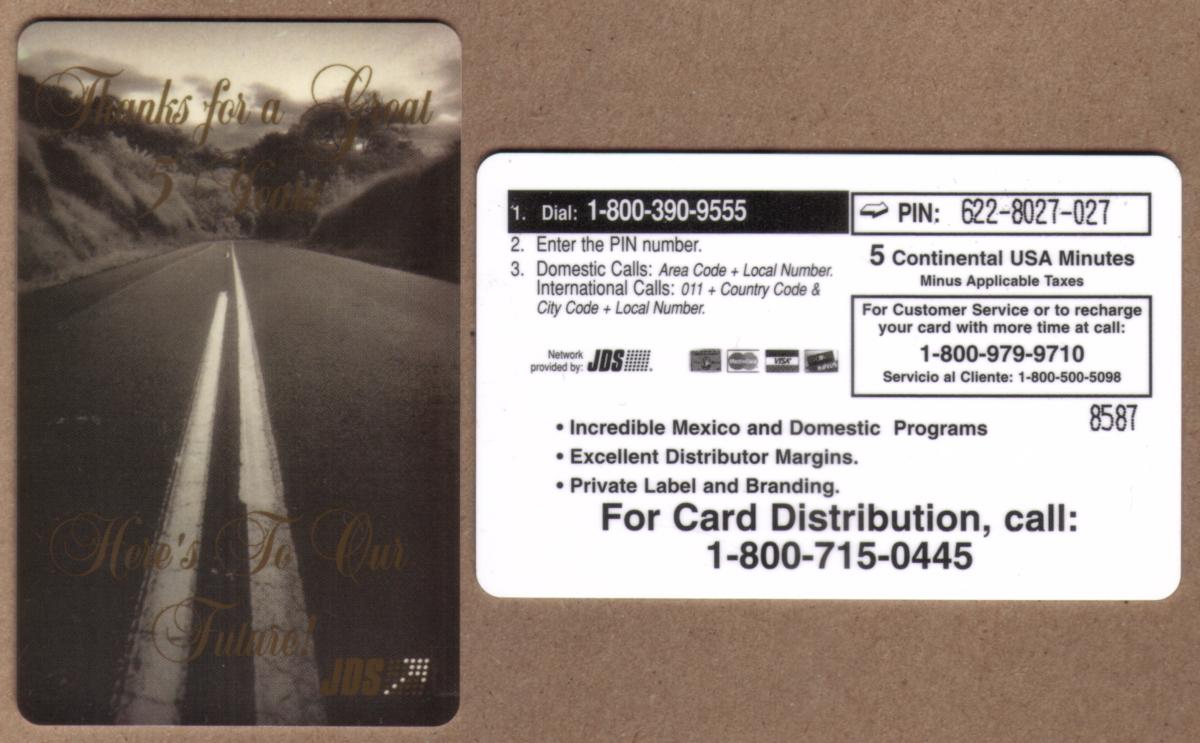 Thanks for a Great
5 Years
Here's To Our
Future!
JDS
1. Dial: 1-800-390-9555
2. Enter the PIN number.
3. Domestic Calls: Area Code + Local Number.
International Calls: 011 + Country Code &
City Code + Local Number.
Network
provided by: JDS
MasterCard
VISA
PIN: 622-8027-027
5 Continental USA Minutes
Minus Applicable Taxes
For Customer Service or to recharge
your card with more time at call:
1-800-979-9710
Servicio al Cliente: 1-800-500-5098
8587
• Incredible Mexico and Domestic Programs
• Excellent Distributor Margins.
• Private Label and Branding.
For Card Distribution, call:
1-800-715-0445